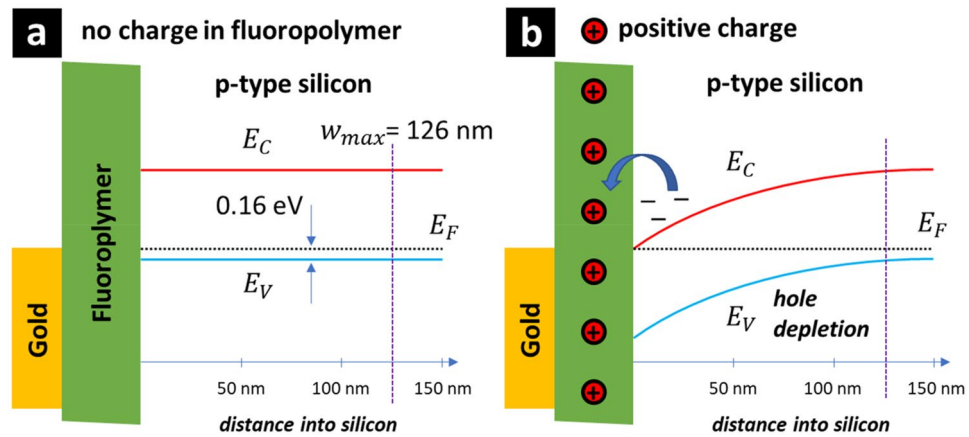 a no charge in fluoropolymer
p-type silicon
E_C
w_max= 126 nm
0.16 eV
E_F
E_V
Fluoroplymer
Gold
50 nm 100 nm 150 nm
distance into silicon
b + positive charge
p-type silicon
+
+
E_C
+
− − −
E_F
+
E_V
hole
depletion
+
Gold
+
50 nm 100 nm 150 nm
distance into silicon